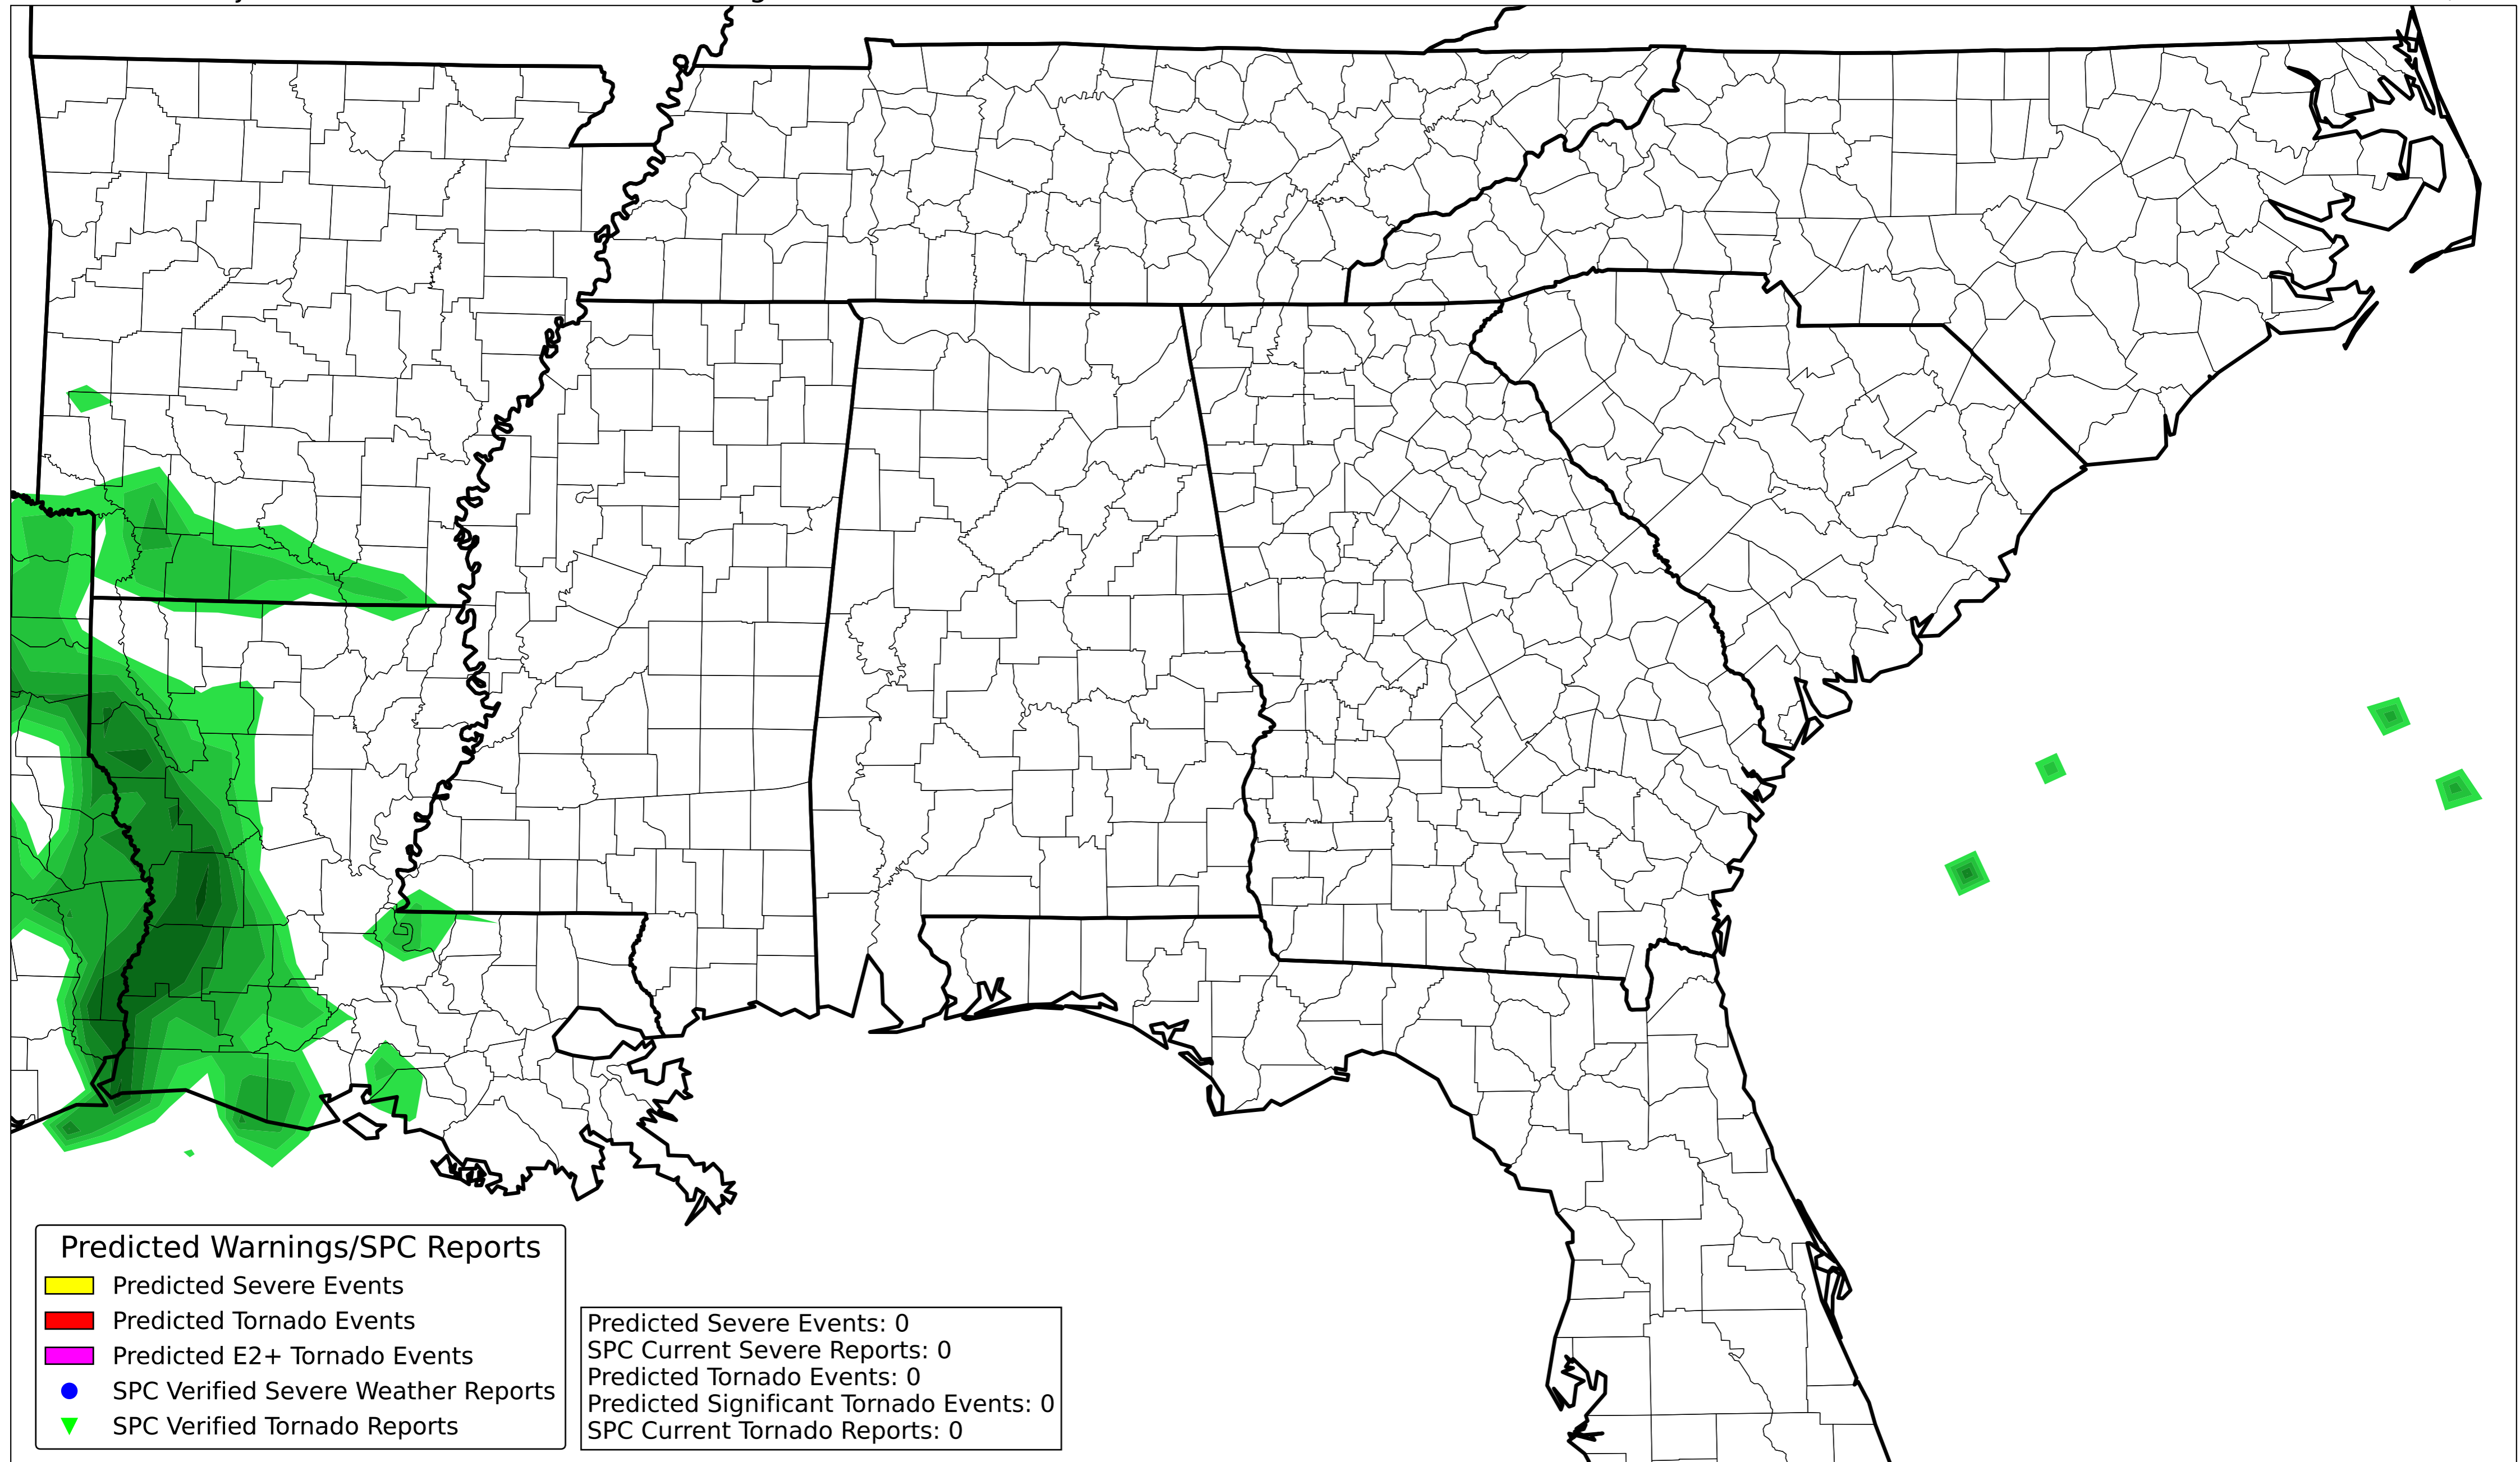 Predicted Warnings/SPC Reports
Predicted Severe Events
Predicted Tornado Events
Predicted E2+ Tornado Events
SPC Verified Severe Weather Reports
SPC Verified Tornado Reports
Predicted Severe Events: 0
SPC Current Severe Reports: 0
Predicted Tornado Events: 0
Predicted Significant Tornado Events: 0
SPC Current Tornado Reports: 0